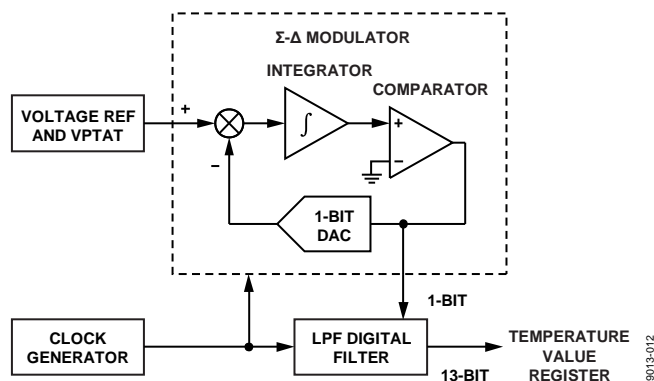 Σ-Δ MODULATOR
INTEGRATOR
COMPARATOR
VOLTAGE REF
AND VPTAT
+
−
∫
+
−
1-BIT
DAC
1-BIT
CLOCK
GENERATOR
LPF DIGITAL
FILTER
13-BIT
TEMPERATURE
VALUE
REGISTER
9013-012